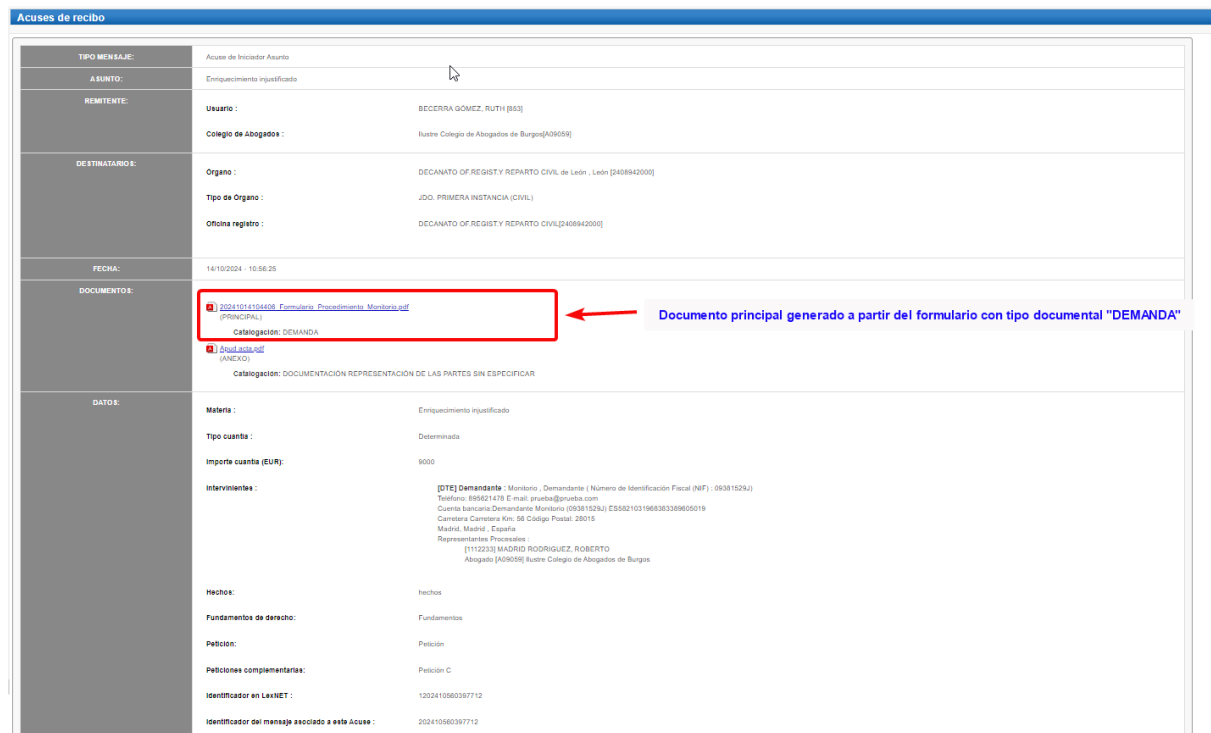 Acuses de recibo
TIPO MENSAJE: Acuse de Iniciador Asunto
ASUNTO: Enriquecimiento injustificado
REMITENTE:
Usuario : BECERRA GÓMEZ, RUTH [853]
Colegio de Abogados : Ilustre Colegio de Abogados de Burgos[A09059]
DESTINATARIOS:
Órgano : DECANATO OF.REGIST.Y REPARTO CIVIL de León , León [2408942000]
Tipo de Órgano : JDO. PRIMERA INSTANCIA (CIVIL)
Oficina registro : DECANATO OF.REGIST.Y REPARTO CIVIL[2408942000]
FECHA: 14/10/2024 - 10:56:25
DOCUMENTOS:
20241014104406_Formulario_Procedimiento_Monitorio.pdf
(PRINCIPAL)
Catalogación: DEMANDA
Documento principal generado a partir del formulario con tipo documental "DEMANDA"
Apud acta.pdf
(ANEXO)
Catalogación: DOCUMENTACIÓN REPRESENTACIÓN DE LAS PARTES SIN ESPECIFICAR
DATOS:
Materia : Enriquecimiento injustificado
Tipo cuantía : Determinada
Importe cuantía (EUR): 9000
Intervinientes : [DTE] Demandante : Monitorio , Demandante ( Número de Identificación Fiscal (NIF) : 09381529J)
Teléfono: 895621478 E-mail: prueba@prueba.com
Cuenta bancaria:Demandante Monitorio (09381529J) ES5821031968383389605019
Carretera Carretera Km: 56 Código Postal: 28015
Madrid, Madrid , España
Representantes Procesales :
[1112233] MADRID RODRIGUEZ, ROBERTO
Abogado [A09059] Ilustre Colegio de Abogados de Burgos
Hechos: hechos
Fundamentos de derecho: Fundamentos
Petición: Petición
Peticiones complementarias: Petición C
Identificador en LexNET : 1202410560397712
Identificador del mensaje asociado a este Acuse : 202410560397712